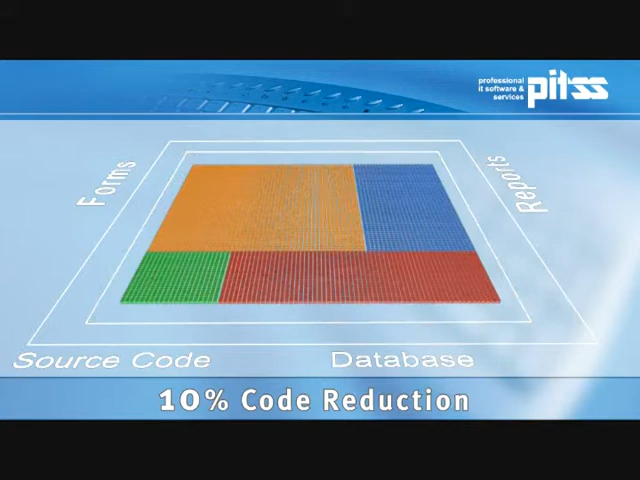 professional
it software &
services
pitss
Forms
Reports
Source Code
Database
10% Code Reduction